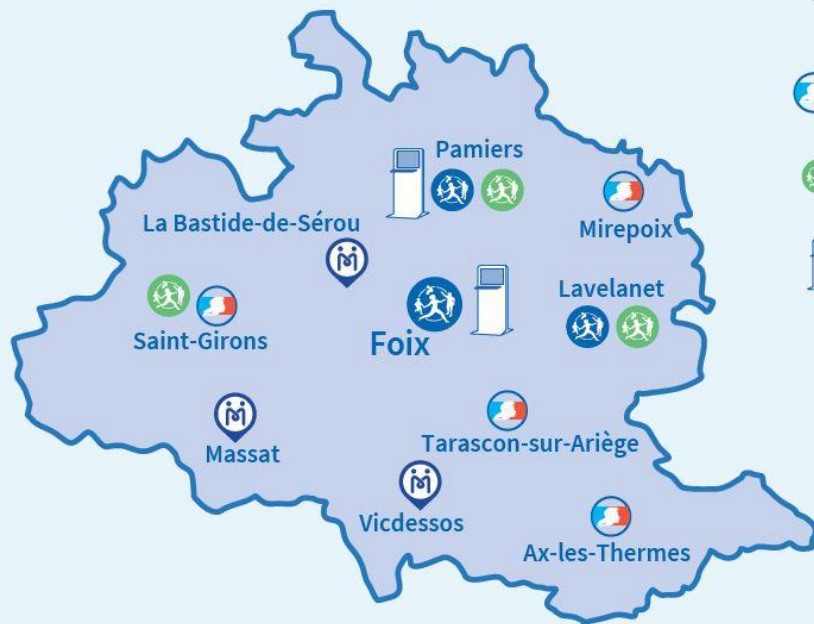 Pamiers
La Bastide-de-Sérou
Mirepoix
Lavelanet
Saint-Girons
Foix
Massat
Tarascon-sur-Ariège
Vicdessos
Ax-les-Thermes